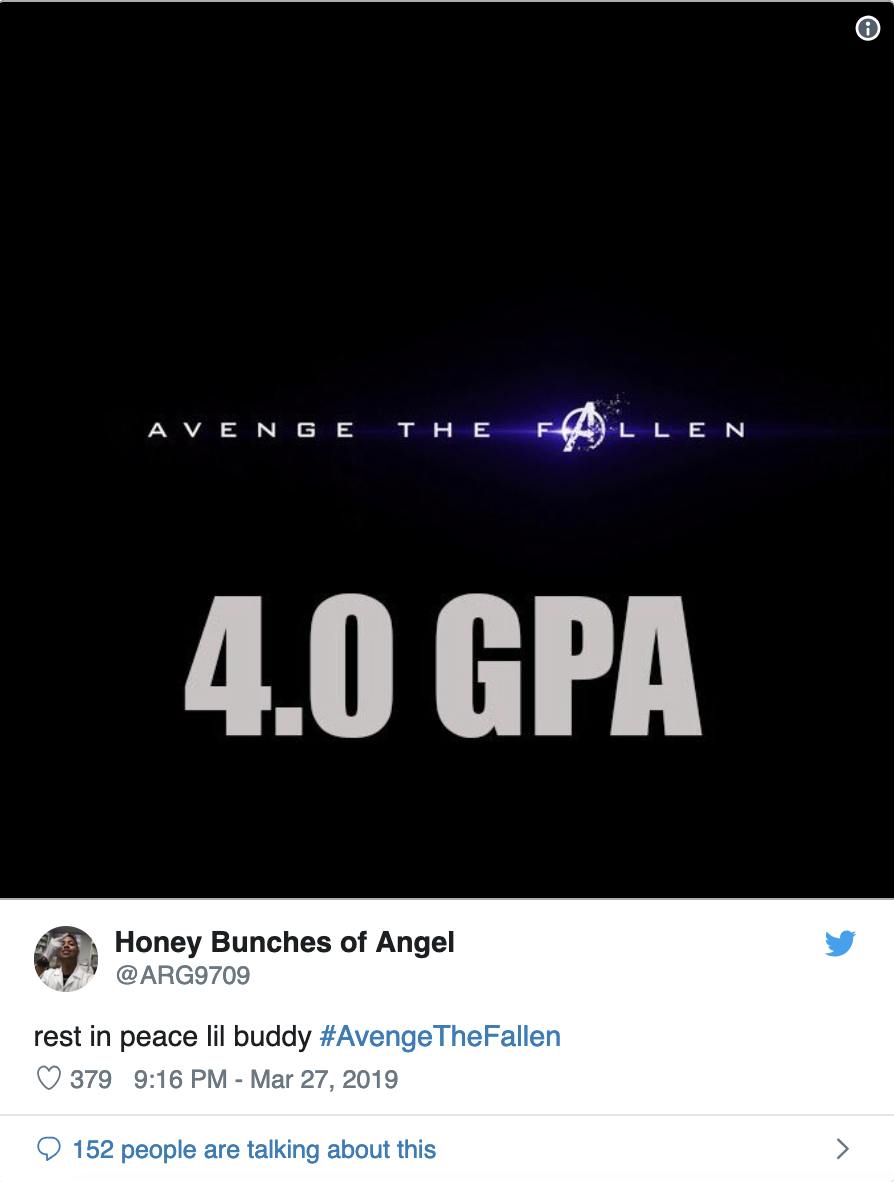 AVENGE THE FALLEN
4.0 GPA
Honey Bunches of Angel
@ARG9709
rest in peace lil buddy #AvengeTheFallen
379 9:16 PM - Mar 27, 2019
152 people are talking about this